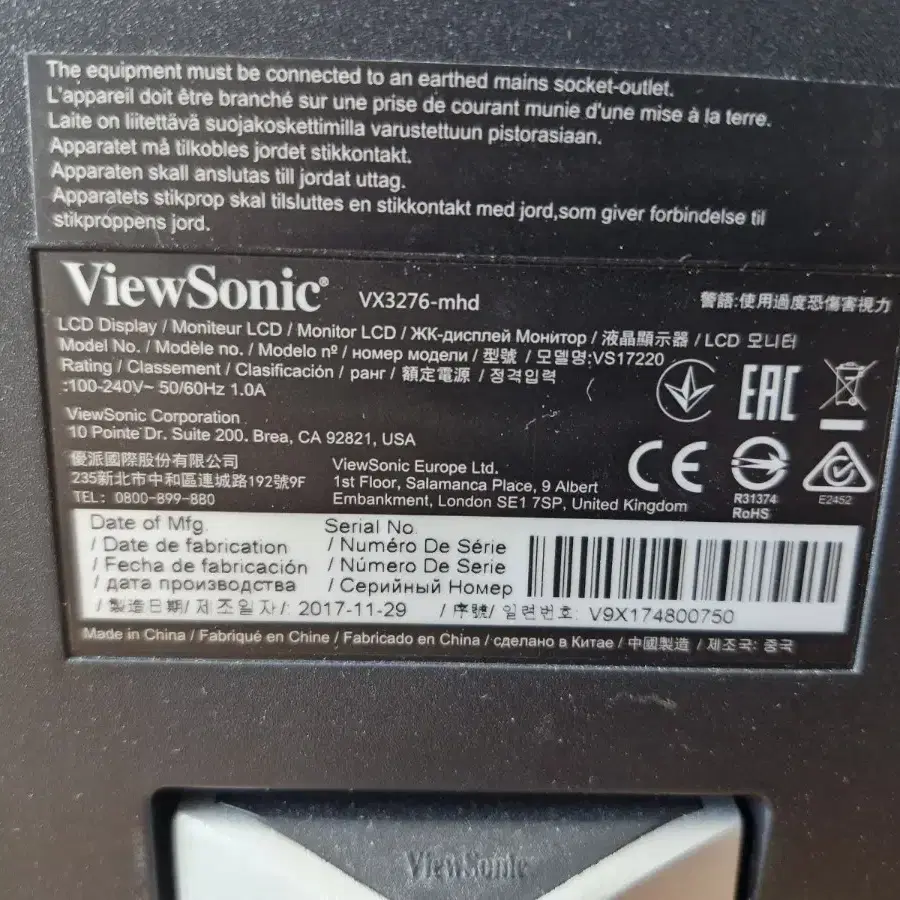 The equipment must be connected to an earthed mains socket-outlet.
L'appareil doit être branché sur une prise de courant munie d'une mise à la terre.
Laite on liitettävä suojakoskettimilla varustettuun pistorasiaan.
Apparatet må tilkobles jordet stikkontakt.
Apparaten skall anslutas till jordat uttag.
Apparatets stikprop skal tilsluttes en stikkontakt med jord,som giver forbindelse til
stikproppens jord.
ViewSonic® VX3276-mhd 警語:使用過度恐傷害視力
LCD Display / Moniteur LCD / Monitor LCD / ЖК-дисплей Монитор / 液晶顯示器 / LCD 모니터
Model No. / Modèle no. / Modelo nº / номер модели / 型號 / 모델명:VS17220
Rating / Classement / Clasificación / ранг / 額定電源 / 정격입력
:100-240V~ 50/60Hz 1.0A
EAC
ViewSonic Corporation
10 Pointe Dr. Suite 200. Brea, CA 92821, USA
優派國際股份有限公司
235新北市中和區連城路192號9F
TEL: 0800-899-880
ViewSonic Europe Ltd.
1st Floor, Salamanca Place, 9 Albert
Embankment, London SE1 7SP, United Kingdom
CE
R31374
RoHS
E2452
Date of Mfg.
/ Date de fabrication
/ Fecha de fabricación
/ дата производства
/ 製造日期/ 제조일자/: 2017-11-29
Serial No.
/ Numéro De Série
/ Número De Serie
/ Серийный Номер
/ 序號/ 일련번호: V9X174800750
Made in China / Fabriqué en Chine / Fabricado en China / сделано в Китае / 中國製造 / 제조국: 중국
ViewSonic